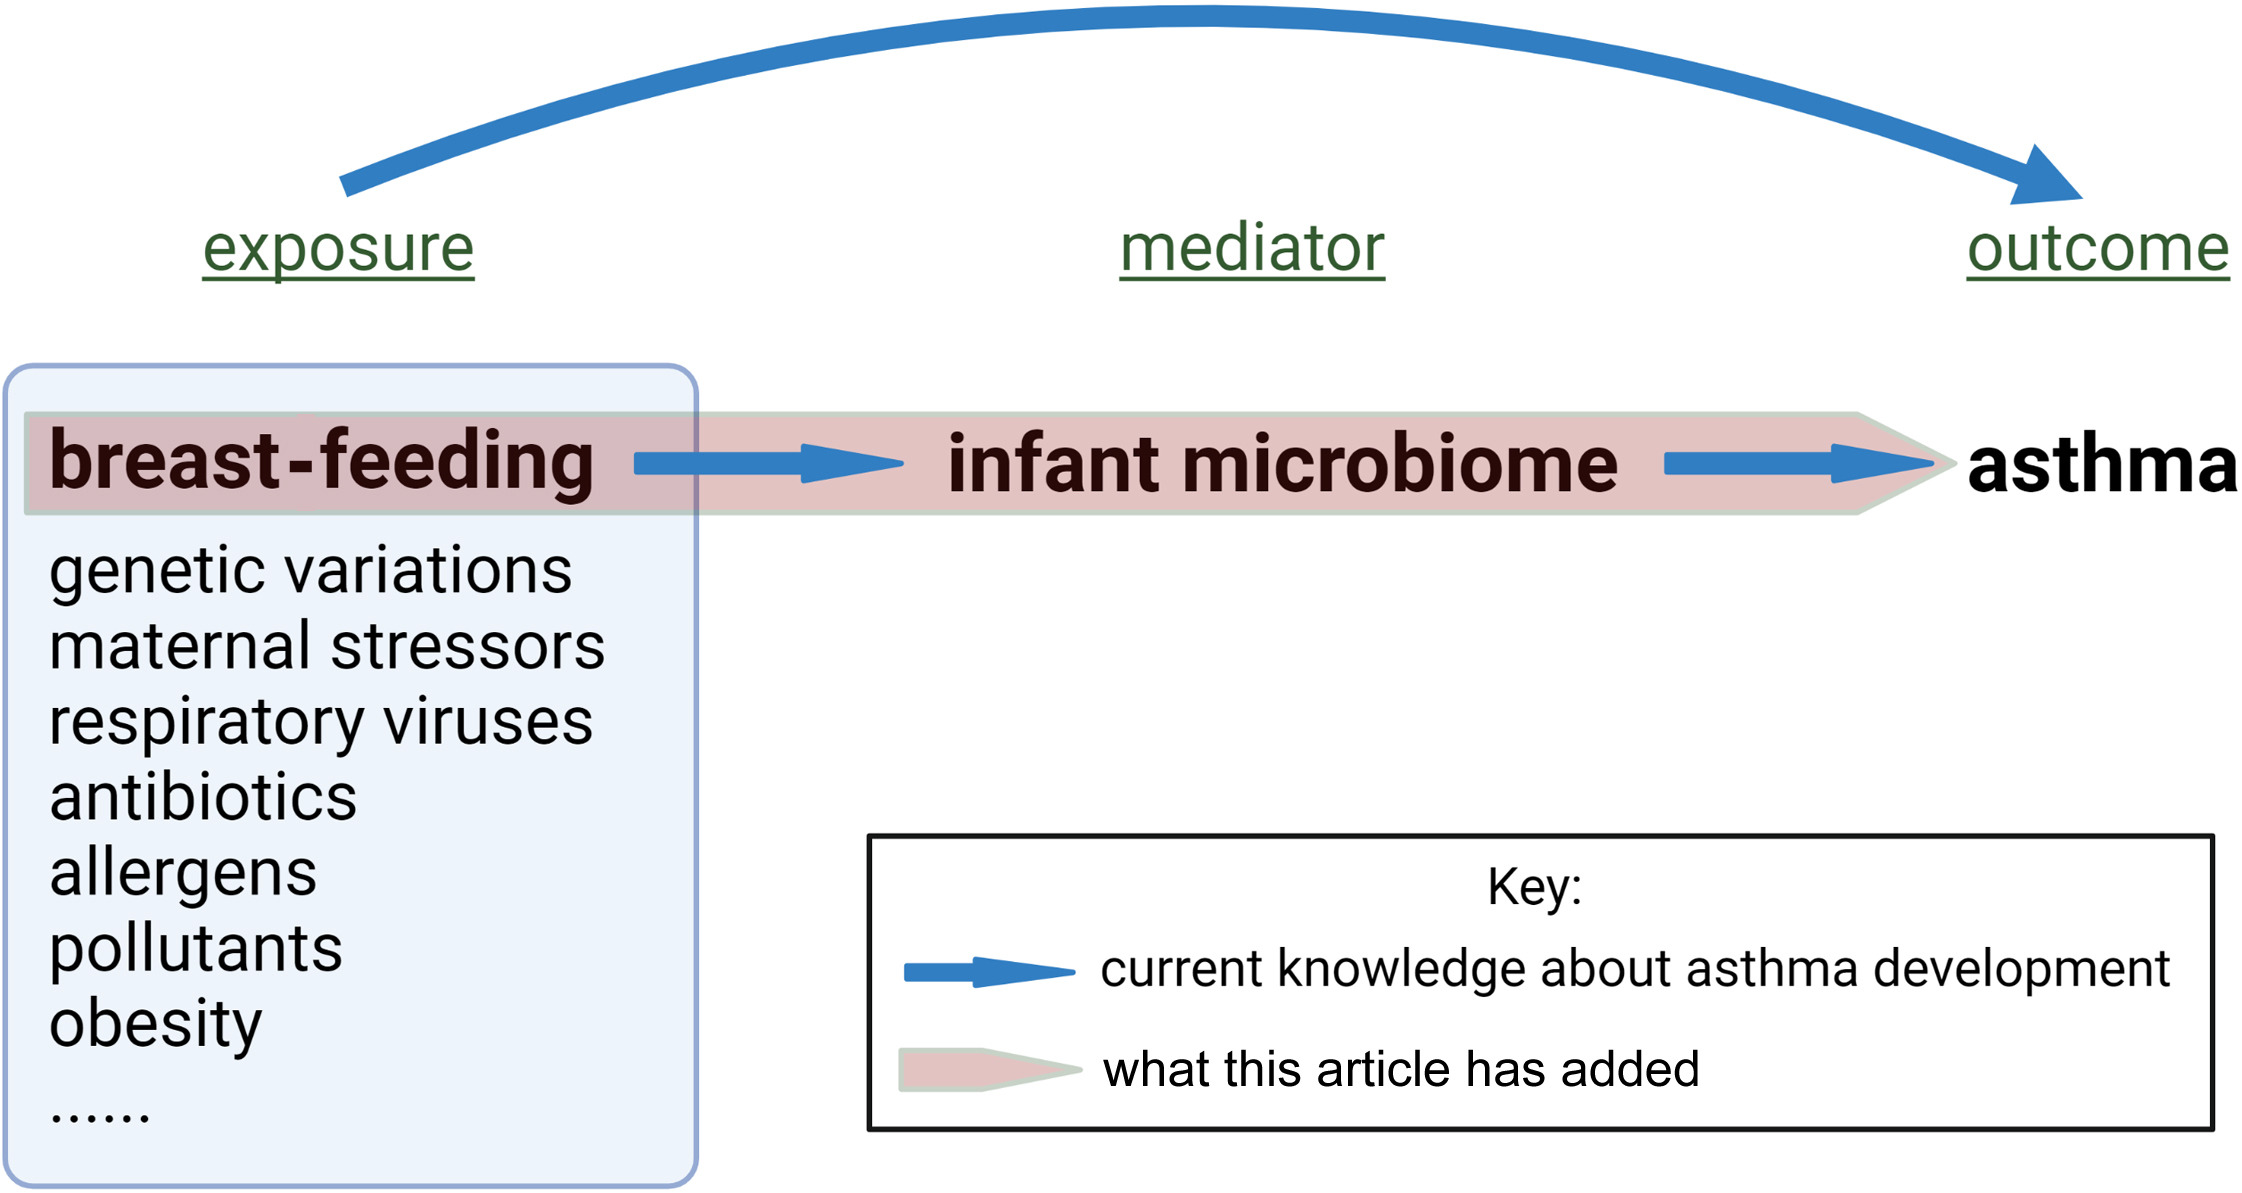 exposure
mediator
outcome
breast-feeding
infant microbiome
asthma
genetic variations
maternal stressors
respiratory viruses
antibiotics
allergens
pollutants
obesity
......
Key:
current knowledge about asthma development
what this article has added